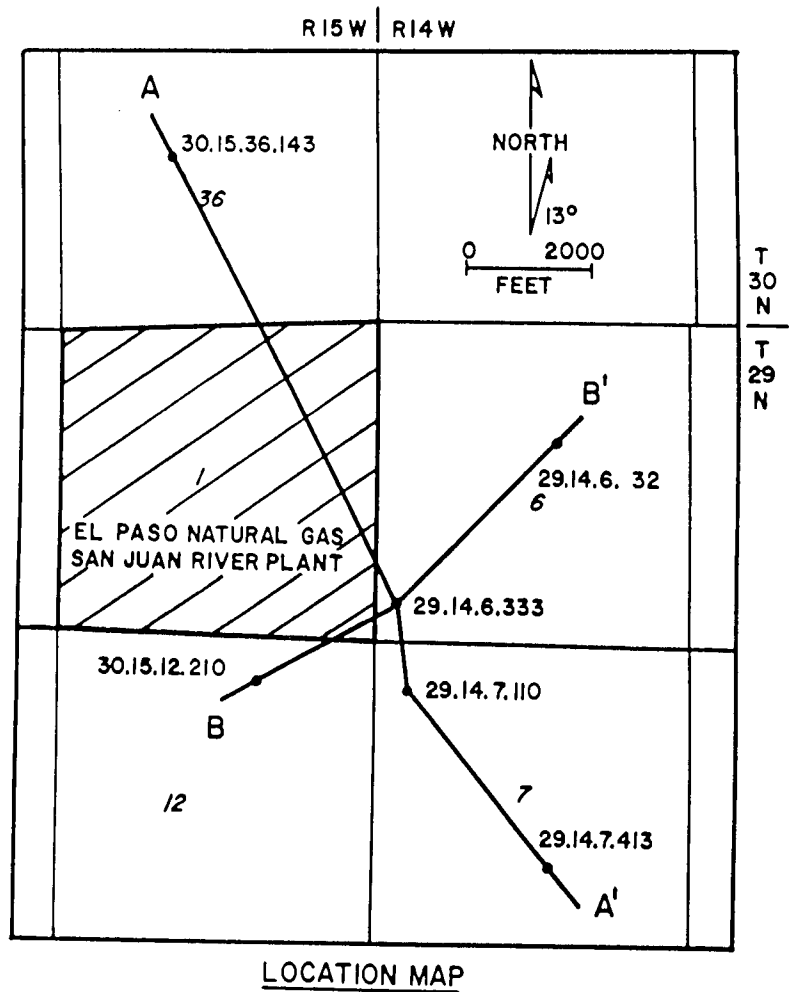 R15W R14W
A
30.15.36.143
36
NORTH
13°
0 2000
FEET
T
30
N
T
29
N
B'
29.14.6. 32
6
1
EL PASO NATURAL GAS
SAN JUAN RIVER PLANT
29.14.6.333
30.15.12.210
29.14.7.110
B
12
7
29.14.7.413
A'
LOCATION MAP